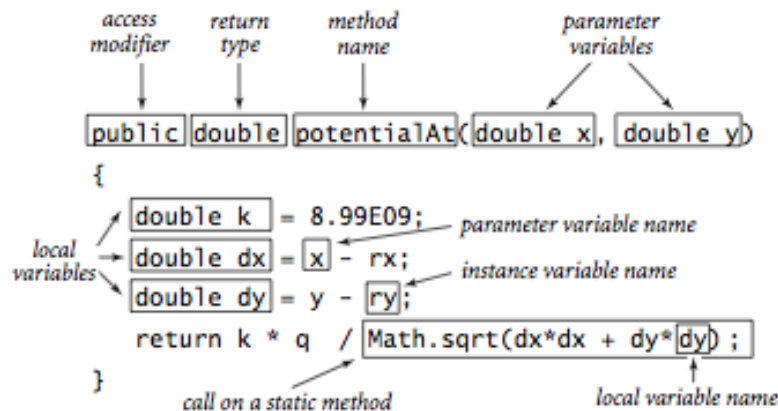 access return method parameter
modifier type name variables
public double potentialAt(double x, double y)
{
double k = 8.99E09;
parameter variable name
local
variables
double dx = x - rx;
instance variable name
double dy = y - ry;
return k * q / Math.sqrt(dx*dx + dy*dy) ;
}
call on a static method
local variable name